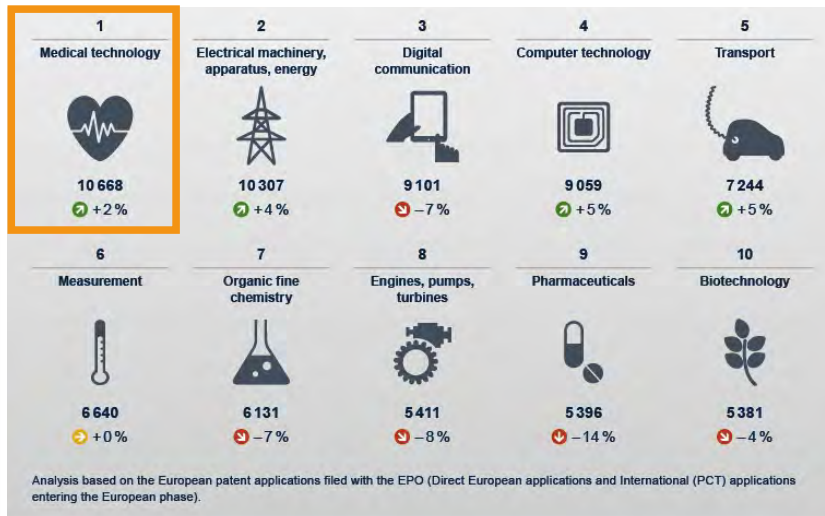 1 2 3 4 5
Medical technology Electrical machinery, Digital Computer technology Transport
apparatus, energy communication
10 668 10 307 9 101 9 059 7 244
+2 % +4 % –7 % +5 % +5 %
6 7 8 9 10
Measurement Organic fine Engines, pumps, Pharmaceuticals Biotechnology
chemistry turbines
6 640 6 131 5 411 5 396 5 381
+0 % –7 % –8 % –14 % –4 %
Analysis based on the European patent applications filed with the EPO (Direct European applications and International (PCT) applications
entering the European phase).